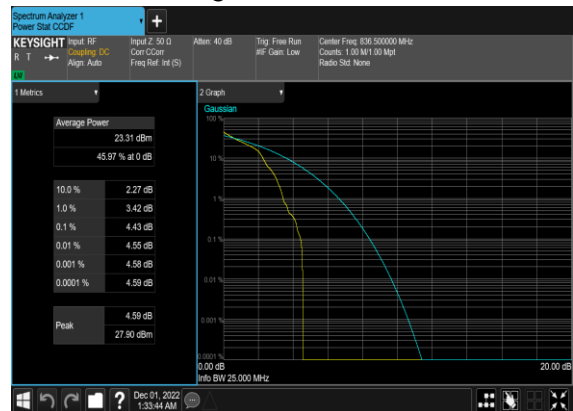 Spectrum Analyzer 1
Power Stat CCDF
KEYSIGHT
R T
LXI
Input: RF
Coupling: DC
Align: Auto
Input Z: 50 Ω
Corr CCorr
Freq Ref: Int (S)
Atten: 40 dB
Trig: Free Run
#IF Gain: Low
Center Freq: 836.500000 MHz
Counts: 1.00 M/1.00 Mpt
Radio Std: None
1 Metrics
Average Power
23.31 dBm
45.97 % at 0 dB
10.0 % 2.27 dB
1.0 % 3.42 dB
0.1 % 4.43 dB
0.01 % 4.55 dB
0.001 % 4.58 dB
0.0001 % 4.59 dB
Peak
4.59 dB
27.90 dBm
2 Graph
Gaussian
100 %
10 %
1 %
0.1 %
0.01 %
0.001 %
0.0001 %
0.00 dB
20.00 dB
Info BW 25.000 MHz
?
Dec 01, 2022
1:33:44 AM